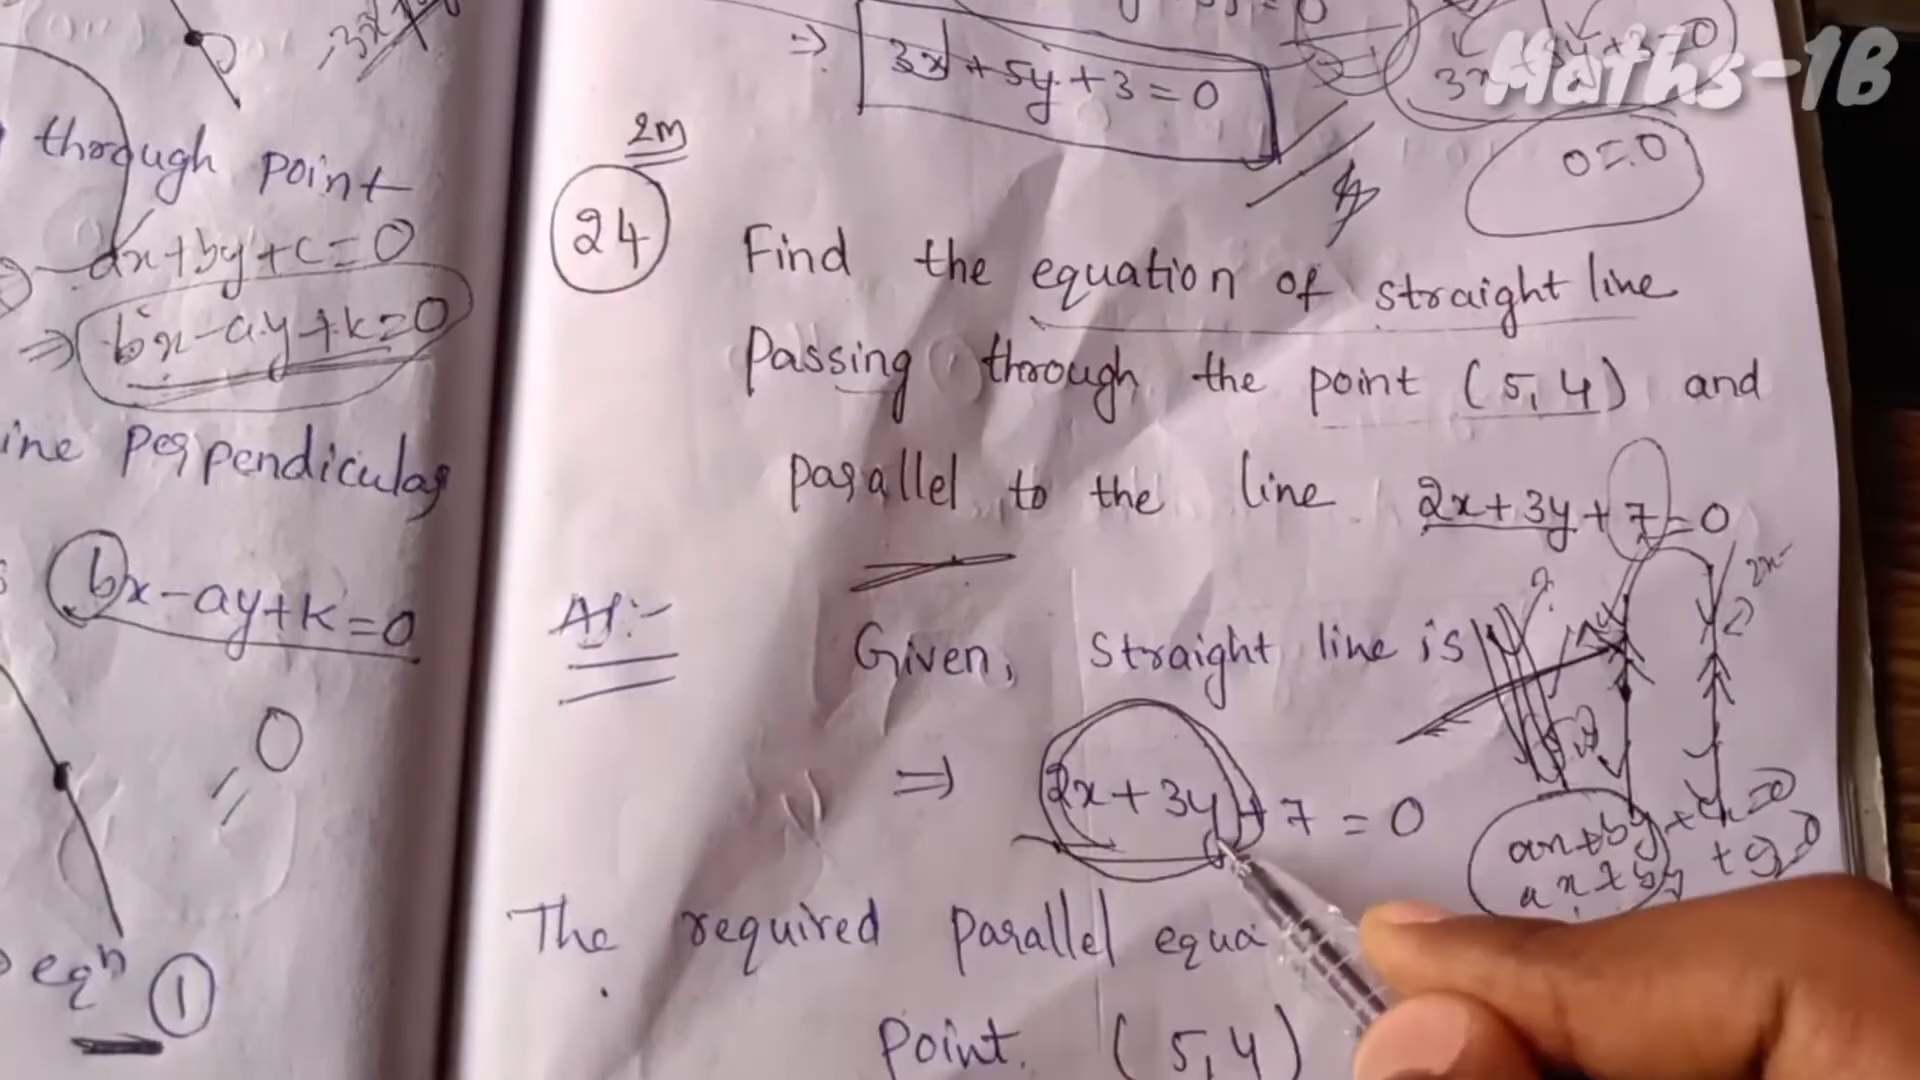 through point
ax+by+c=0
⇒ bx-ay+k=0
ine perpendicular
bx-ay+k=0
eqn ①
⇒ 3x+5y+3=0
Maths-1B
0=0
2m
24 Find the equation of straight line
Passing through the point (5,4) and
parallel to the line 2x+3y+7=0
As:-
Given, straight line is
⇒ 2x+3y+7=0
The required parallel equa
point (5,4)